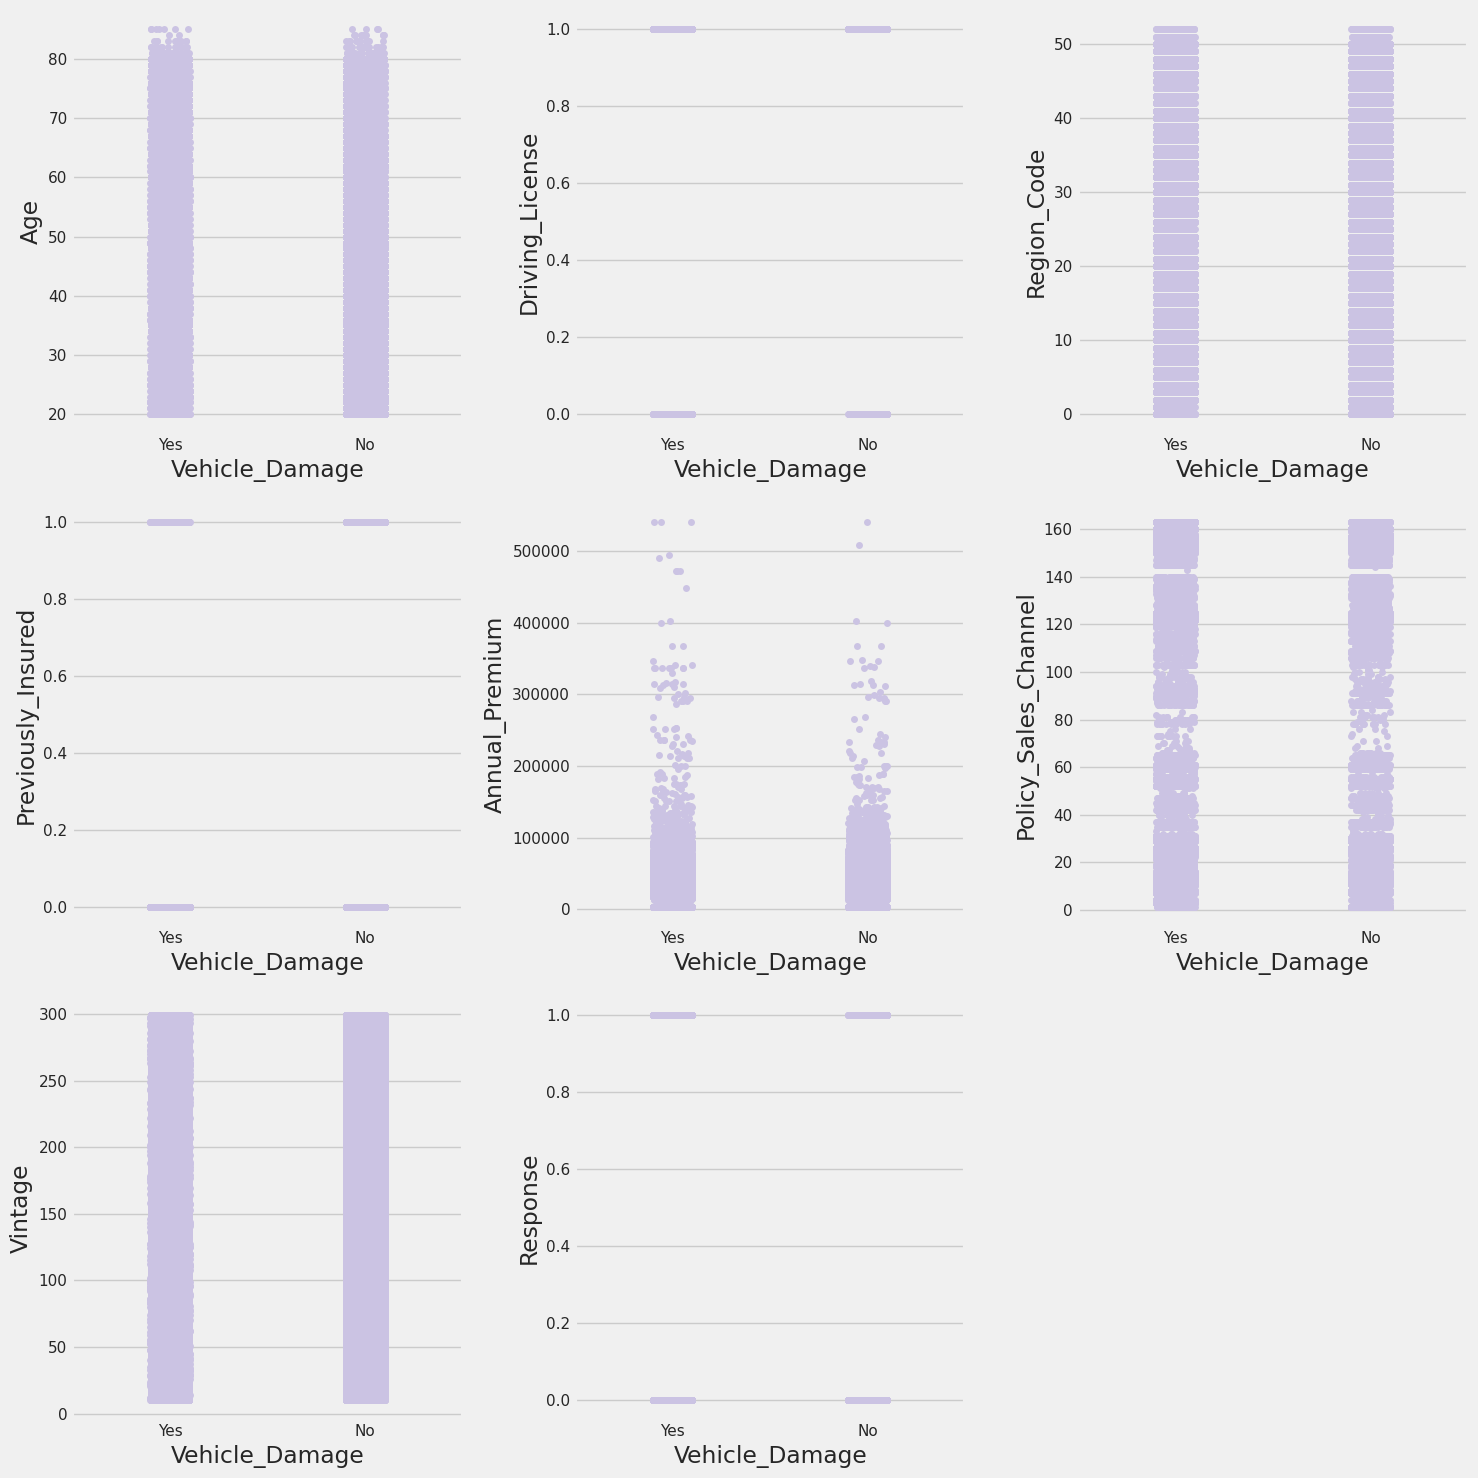 Age
80
70
60
50
40
30
20
Yes
No
Vehicle_Damage
Driving_License
1.0
0.8
0.6
0.4
0.2
0.0
Yes
No
Vehicle_Damage
Region_Code
50
40
30
20
10
0
Yes
No
Vehicle_Damage
Previously_Insured
1.0
0.8
0.6
0.4
0.2
0.0
Yes
No
Vehicle_Damage
Annual_Premium
500000
400000
300000
200000
100000
0
Yes
No
Vehicle_Damage
Policy_Sales_Channel
160
140
120
100
80
60
40
20
0
Yes
No
Vehicle_Damage
Vintage
300
250
200
150
100
50
0
Yes
No
Vehicle_Damage
Response
1.0
0.8
0.6
0.4
0.2
0.0
Yes
No
Vehicle_Damage